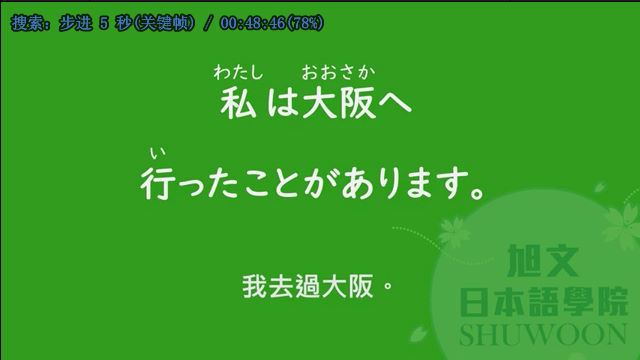 搜索: 步进 5 秒(关键帧) / 00:48:46(78%)
わたし おおさか
私は大阪へ
い
行ったことがあります。
我去過大阪。
旭文
日本語學院
SHUWOON